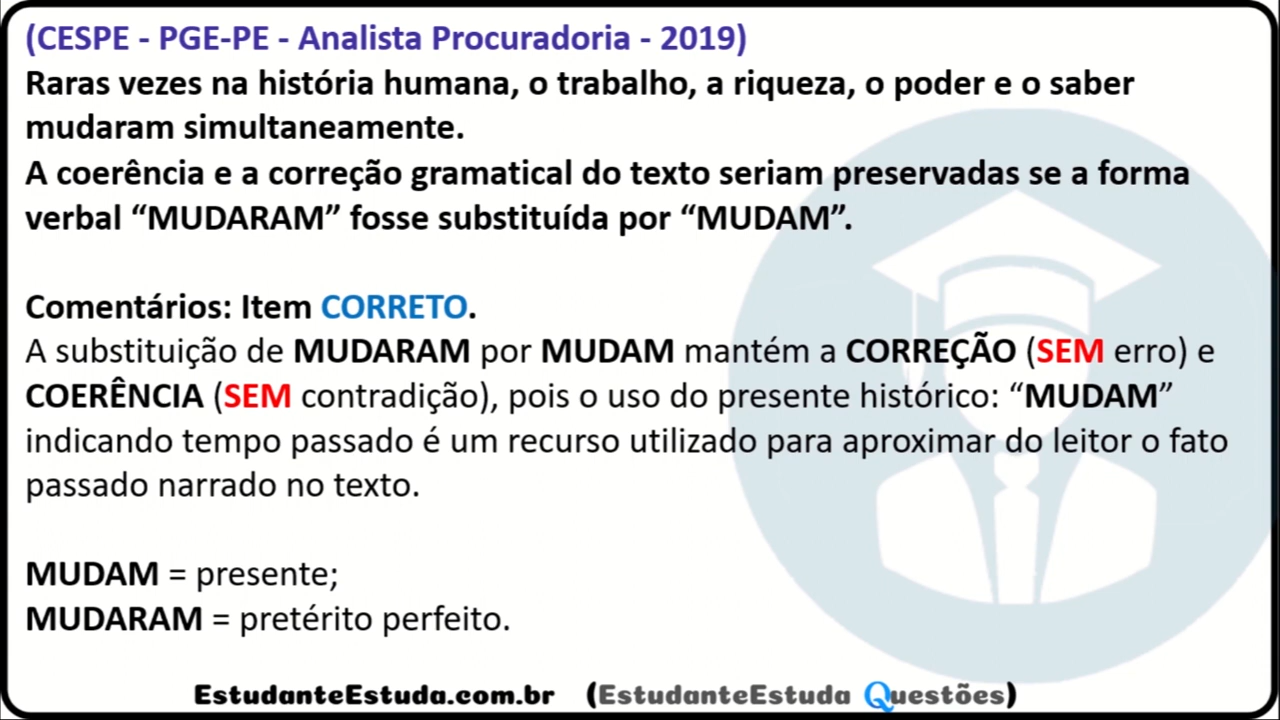 (CESPE - PGE-PE - Analista Procuradoria - 2019)
Raras vezes na história humana, o trabalho, a riqueza, o poder e o saber
mudaram simultaneamente.
A coerência e a correção gramatical do texto seriam preservadas se a forma
verbal “MUDARAM” fosse substituída por “MUDAM”.
Comentários: Item CORRETO.
A substituição de MUDARAM por MUDAM mantém a CORREÇÃO (SEM erro) e
COERÊNCIA (SEM contradição), pois o uso do presente histórico: “MUDAM”
indicando tempo passado é um recurso utilizado para aproximar do leitor o fato
passado narrado no texto.
MUDAM = presente;
MUDARAM = pretérito perfeito.
EstudanteEstuda.com.br (EstudanteEstuda Questões)